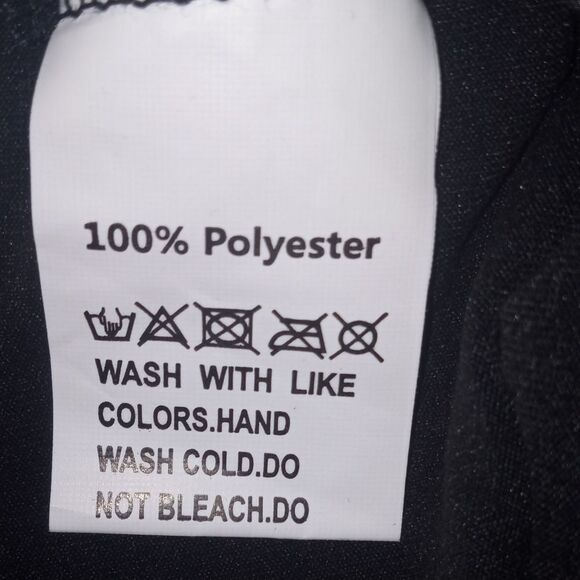 100% Polyester
WASH WITH LIKE
COLORS.HAND
WASH COLD.DO
NOT BLEACH.DO